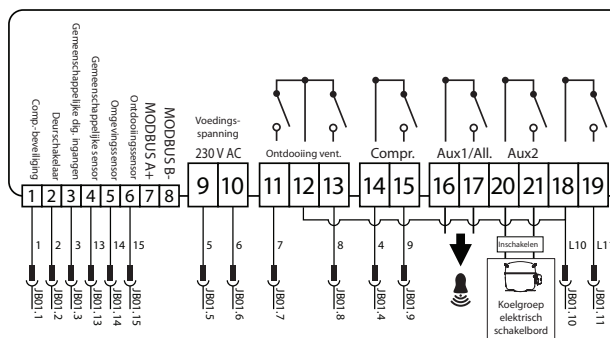 Comp.-beveiliging
Deurschakelaar
Gemeenschappelijke dig. ingangen
Gemeenschappelijke sensor
Omgevingssensor
Ontdooiingssensor
MODBUS A+
MODBUS B-
Voedings-
spanning
230 V AC
Ontdooiing vent.
Compr.
Aux1/All.
Aux2
1 2 3 4 5 6 7 8 9 10 11 12 13 14 15 16 17 20 21 18 19
1 2 3 13 14 15 5 6 7 8 4 9 L10 L11
Inschakelen
JB01.1
JB01.2
JB01.3
JB01.13
JB01.14
JB01.15
JB01.5
JB01.6
JB01.7
JB01.8
JB01.4
JB01.9
JB01.10
JB01.11
Koelgroep
elektrisch
schakelbord